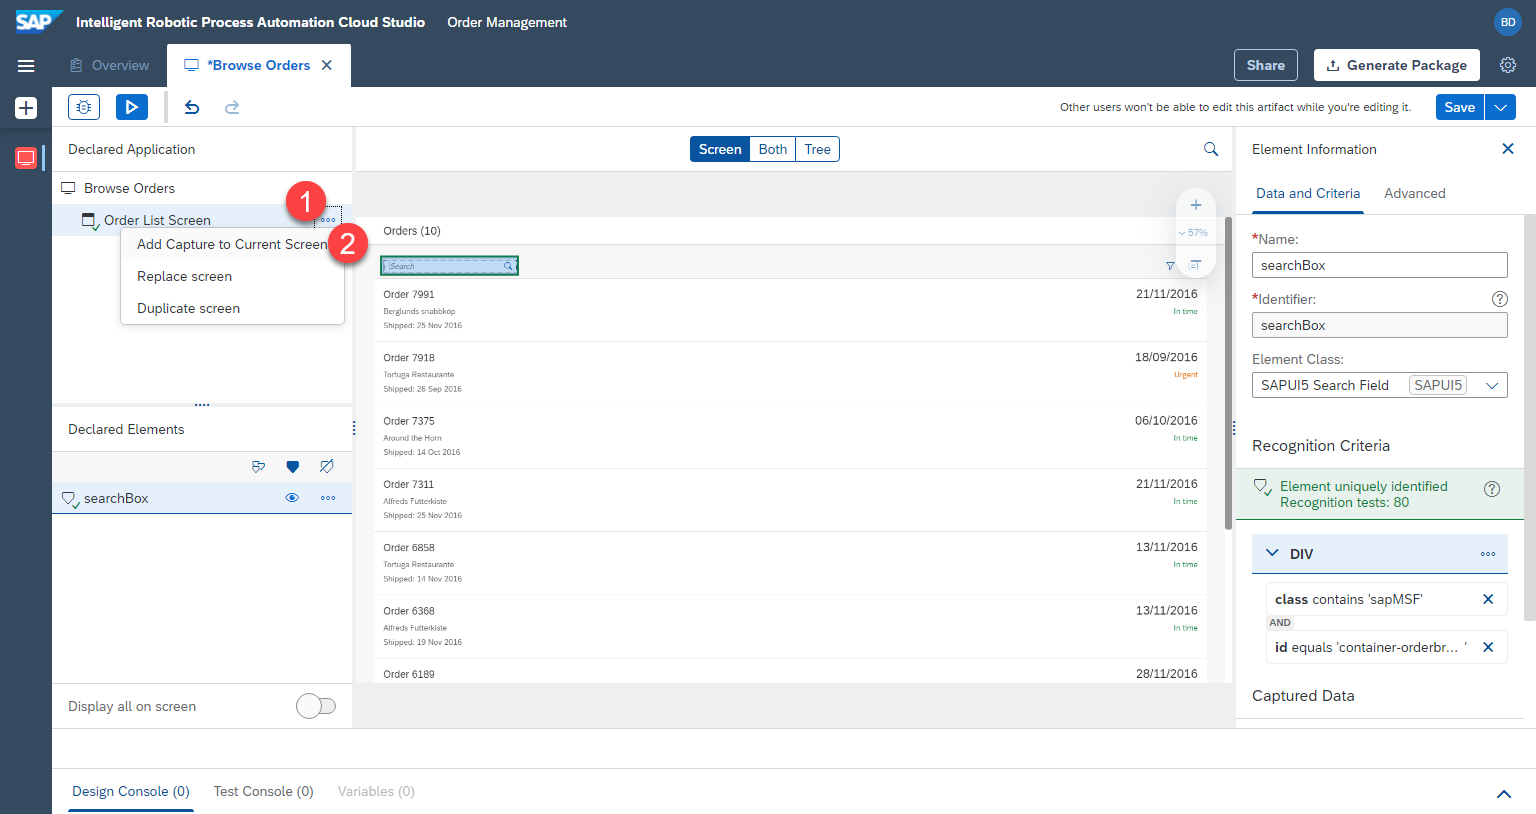 SAP Intelligent Robotic Process Automation Cloud Studio Order Management BD
Overview *Browse Orders Share Generate Package
Other users won't be able to edit this artifact while you're editing it. Save
Declared Application
Browse Orders
Order List Screen
1
Add Capture to Current Screen
2
Replace screen
Duplicate screen
Declared Elements
searchBox
Display all on screen
Screen Both Tree
57%
Orders (10)
Search
Order 7991 21/11/2016
Berglunds snabbkop In time
Shipped: 25 Nov 2016
Order 7918 18/09/2016
Tortuga Restaurante Urgent
Shipped: 26 Sep 2016
Order 7375 06/10/2016
Around the Horn In time
Shipped: 14 Oct 2016
Order 7311 21/11/2016
Alfreds Futterkiste In time
Shipped: 25 Nov 2016
Order 6858 13/11/2016
Tortuga Restaurante In time
Shipped: 14 Nov 2016
Order 6368 13/11/2016
Alfreds Futterkiste In time
Shipped: 19 Nov 2016
Order 6189 28/11/2016
Element Information
Data and Criteria Advanced
*Name:
searchBox
*Identifier:
searchBox
Element Class:
SAPUI5 Search Field SAPUI5
Recognition Criteria
Element uniquely identified
Recognition tests: 80
DIV
class contains 'sapMSF'
AND
id equals 'container-orderbr... '
Captured Data
Design Console (0) Test Console (0) Variables (0)